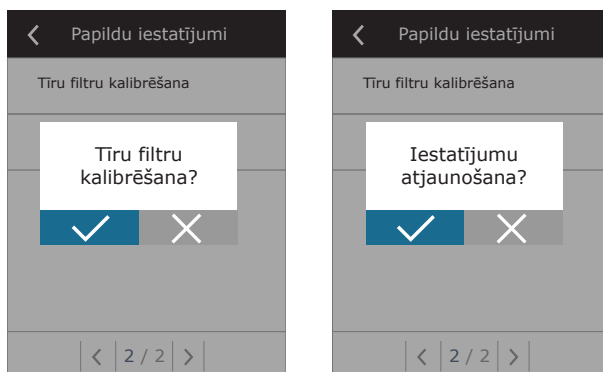 Papildu iestatījumi
Tīru filtru kalibrēšana
Tīru filtru
kalibrēšana?
2 / 2
Papildu iestatījumi
Tīru filtru kalibrēšana
Iestatījumu
atjaunošana?
2 / 2